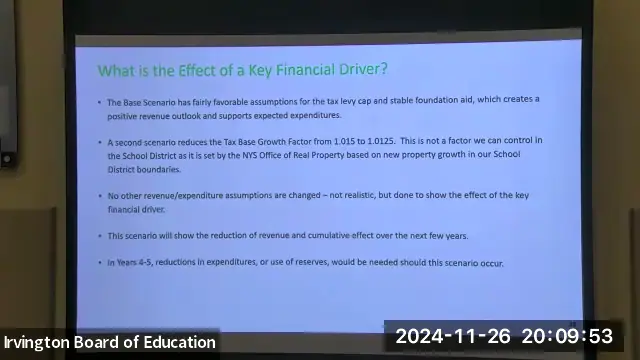 What is the Effect of a Key Financial Driver?
• The Base Scenario has fairly favorable assumptions for the tax levy cap and stable foundation aid, which creates a
positive revenue outlook and supports expected expenditures.
• A second scenario reduces the Tax Base Growth Factor from 1.015 to 1.0125. This is not a factor we can control in
the School District as it is set by the NYS Office of Real Property based on new property growth in our School
District boundaries.
• No other revenue/expenditure assumptions are changed – not realistic, but done to show the effect of the key
financial driver.
• This scenario will show the reduction of revenue and cumulative effect over the next few years.
• In Years 4-5, reductions in expenditures, or use of reserves, would be needed should this scenario occur.
Irvington Board of Education
2024-11-26 20:09:53